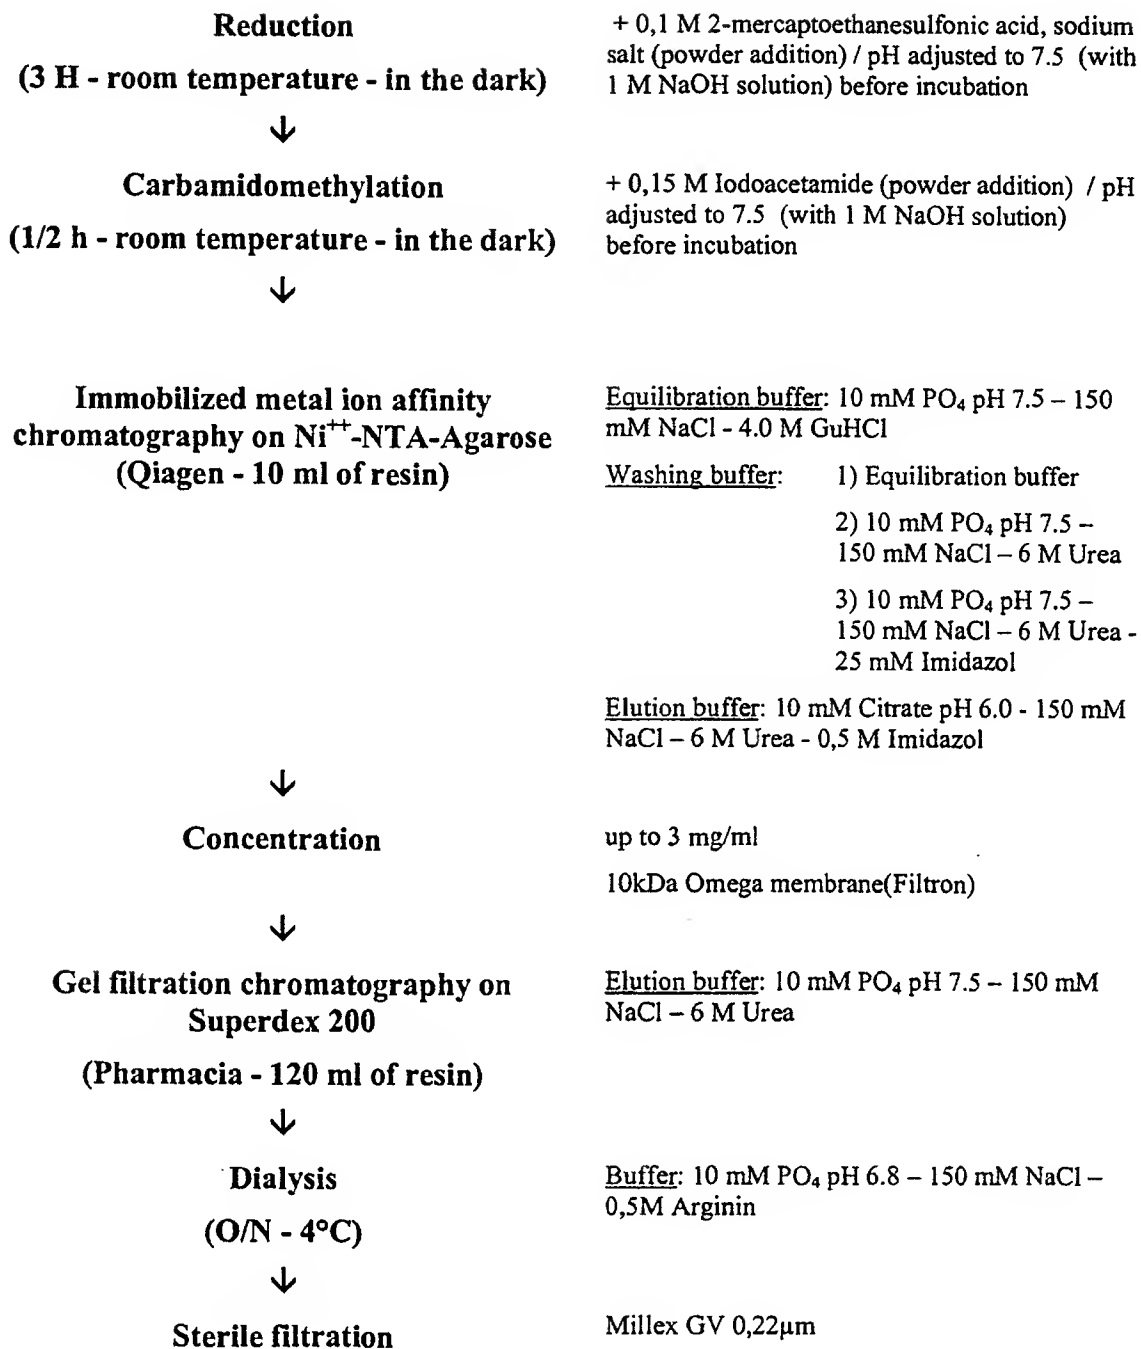 Reduction
(3 H - room temperature - in the dark)
+ 0,1 M 2-mercaptoethanesulfonic acid, sodium
salt (powder addition) / pH adjusted to 7.5 (with
1 M NaOH solution) before incubation
↓
Carbamidomethylation
(1/2 h - room temperature - in the dark)
+ 0,15 M Iodoacetamide (powder addition) / pH
adjusted to 7.5 (with 1 M NaOH solution)
before incubation
↓
Immobilized metal ion affinity
chromatography on Ni⁺⁺-NTA-Agarose
(Qiagen - 10 ml of resin)
Equilibration buffer: 10 mM PO₄ pH 7.5 – 150
mM NaCl - 4.0 M GuHCl
Washing buffer: 1) Equilibration buffer
2) 10 mM PO₄ pH 7.5 –
150 mM NaCl – 6 M Urea
3) 10 mM PO₄ pH 7.5 –
150 mM NaCl – 6 M Urea -
25 mM Imidazol
Elution buffer: 10 mM Citrate pH 6.0 - 150 mM
NaCl – 6 M Urea - 0,5 M Imidazol
↓
Concentration
up to 3 mg/ml
10kDa Omega membrane(Filtron)
↓
Gel filtration chromatography on
Superdex 200
(Pharmacia - 120 ml of resin)
Elution buffer: 10 mM PO₄ pH 7.5 – 150 mM
NaCl – 6 M Urea
↓
Dialysis
(O/N - 4°C)
Buffer: 10 mM PO₄ pH 6.8 – 150 mM NaCl –
0,5M Arginin
↓
Sterile filtration
Millex GV 0,22µm